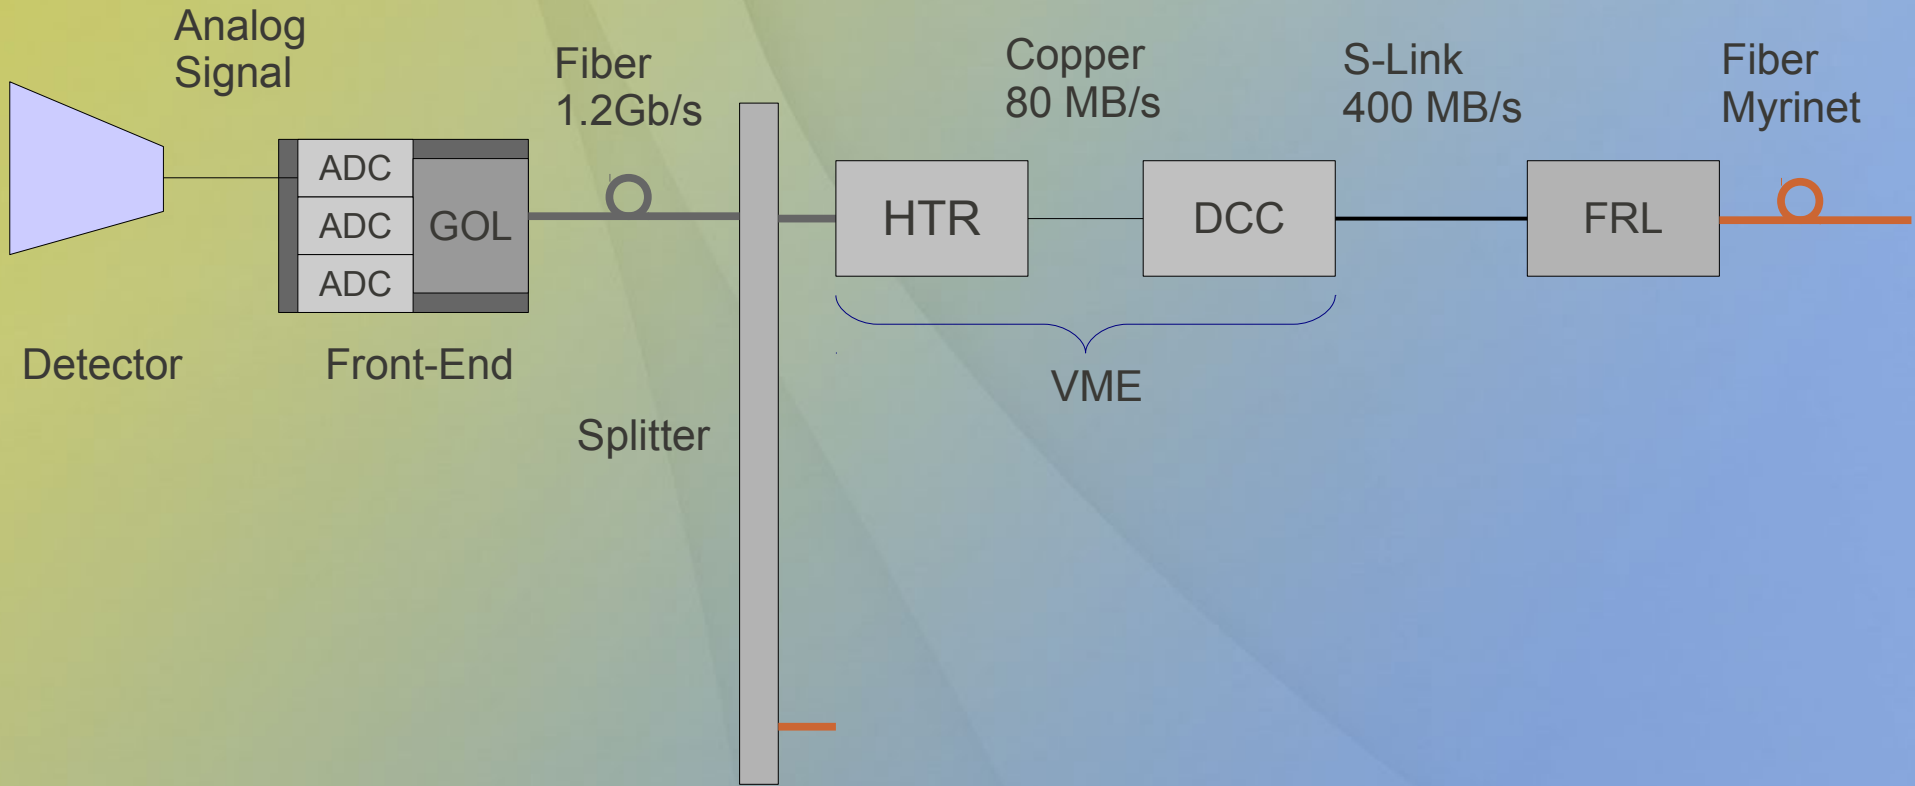 Analog
Signal
Fiber
1.2Gb/s
Copper
80 MB/s
S-Link
400 MB/s
Fiber
Myrinet
ADC
ADC
ADC
GOL
HTR
DCC
FRL
Detector
Front-End
VME
Splitter